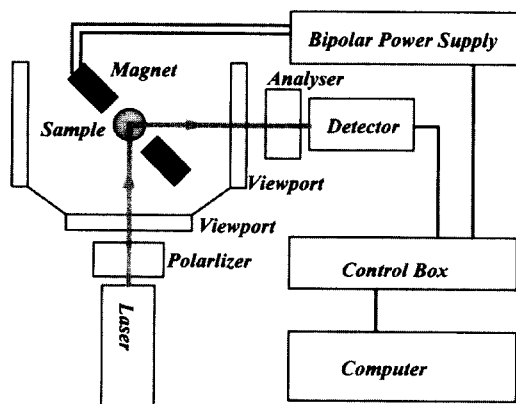 Bipolar Power Supply
Magnet
Analyser
Sample
Detector
Viewport
Viewport
Polarlizer
Control Box
Laser
Computer